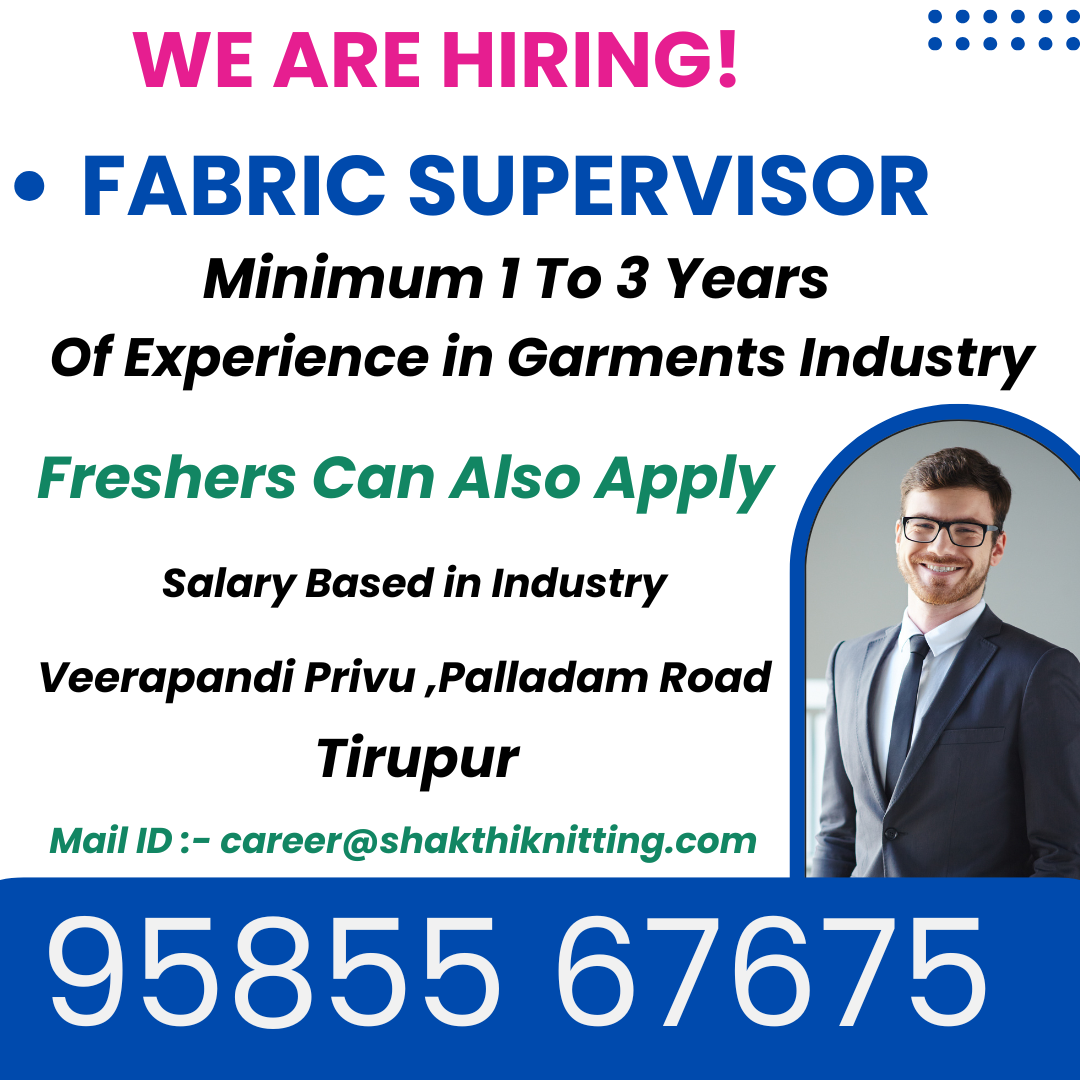 WE ARE HIRING!
• FABRIC SUPERVISOR
Minimum 1 To 3 Years
Of Experience in Garments Industry
Freshers Can Also Apply
Salary Based in Industry
Veerapandi Privu ,Palladam Road
Tirupur
Mail ID :- career@shakthiknitting.com
95855 67675